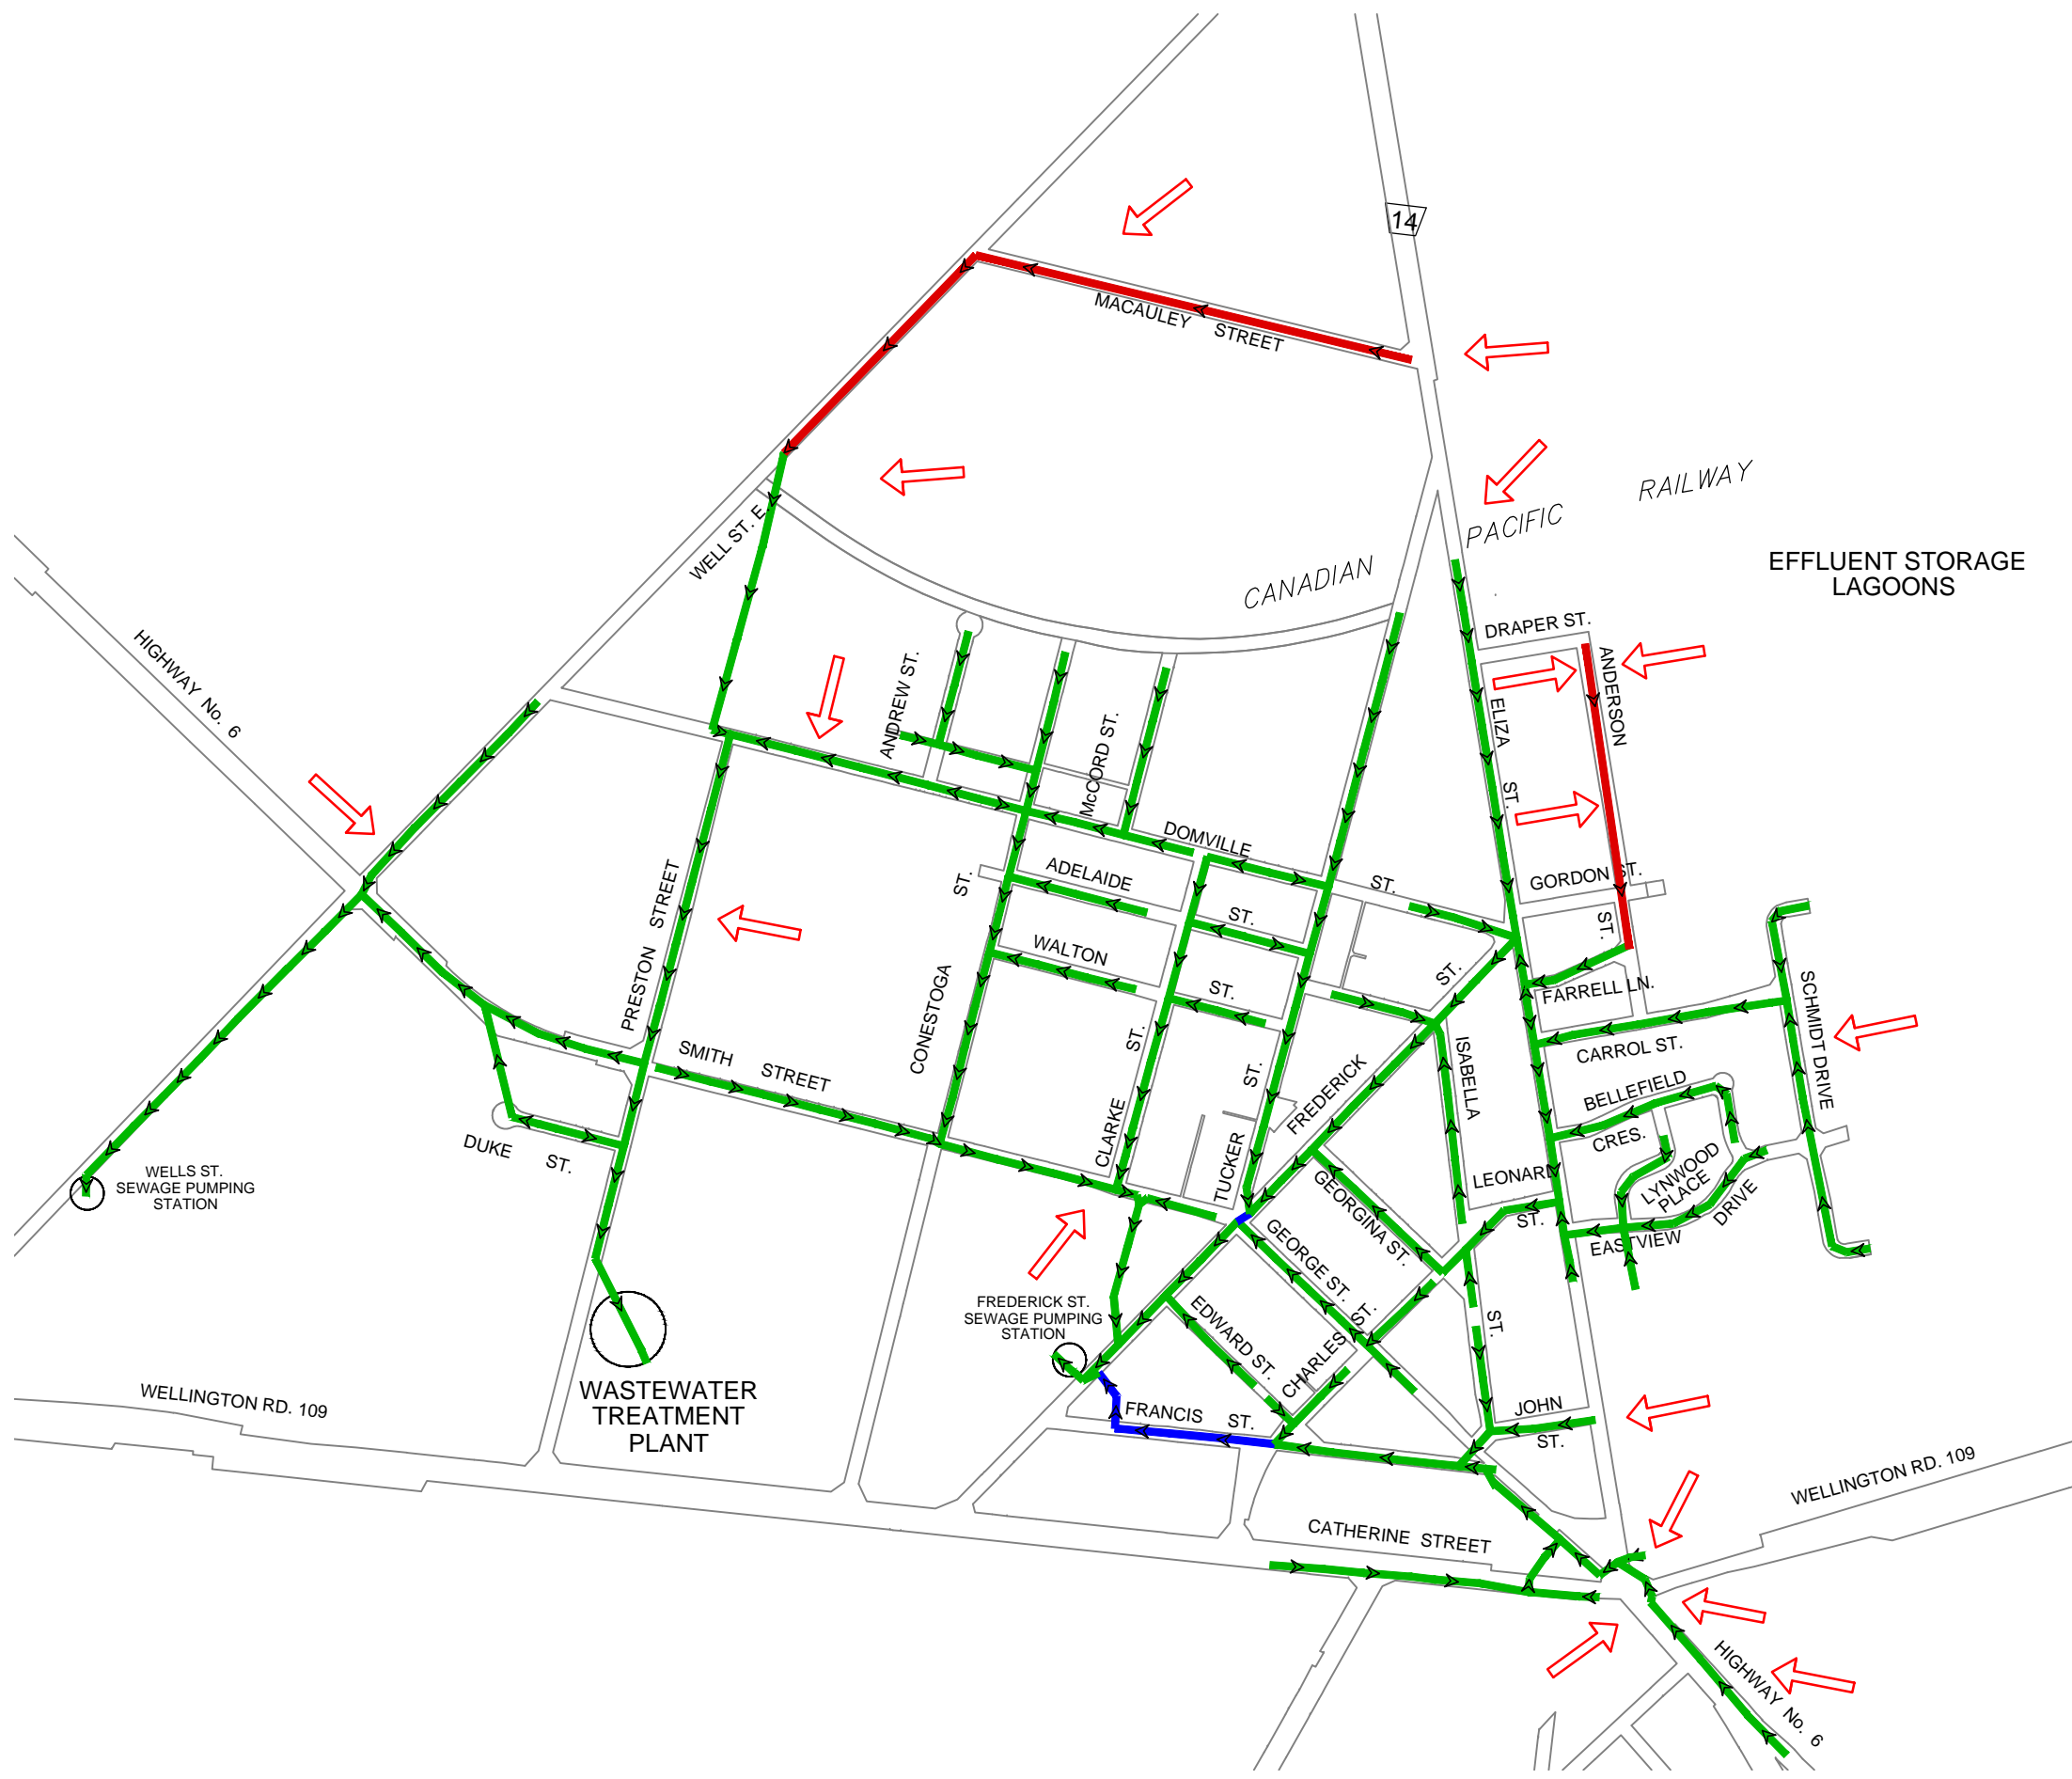 14
MACAULEY STREET
WELL ST. E.
CANADIAN PACIFIC RAILWAY
EFFLUENT STORAGE
LAGOONS
HIGHWAY No. 6
DRAPER ST.
ANDERSON ST.
ELIZA ST.
ANDREW ST.
McCORD ST.
DOMVILLE ST.
ADELAIDE ST.
GORDON ST.
WALTON ST.
PRESTON STREET
CONESTOGA ST.
FREDERICK ST.
FARRELL LN.
SCHMIDT DRIVE
CARROL ST.
SMITH STREET
ISABELLA ST.
BELLEFIELD CRES.
CLARKE ST.
TUCKER ST.
DUKE ST.
LEONARD ST.
LYNWOOD
PLACE
EASTVIEW DRIVE
WELLS ST.
SEWAGE PUMPING
STATION
GEORGINA ST.
GEORGE ST.
EDWARD ST.
CHARLES ST.
FREDERICK ST.
SEWAGE PUMPING
STATION
WASTEWATER
TREATMENT
PLANT
WELLINGTON RD. 109
FRANCIS ST.
JOHN
ST.
CATHERINE STREET
WELLINGTON RD. 109
HIGHWAY No. 6